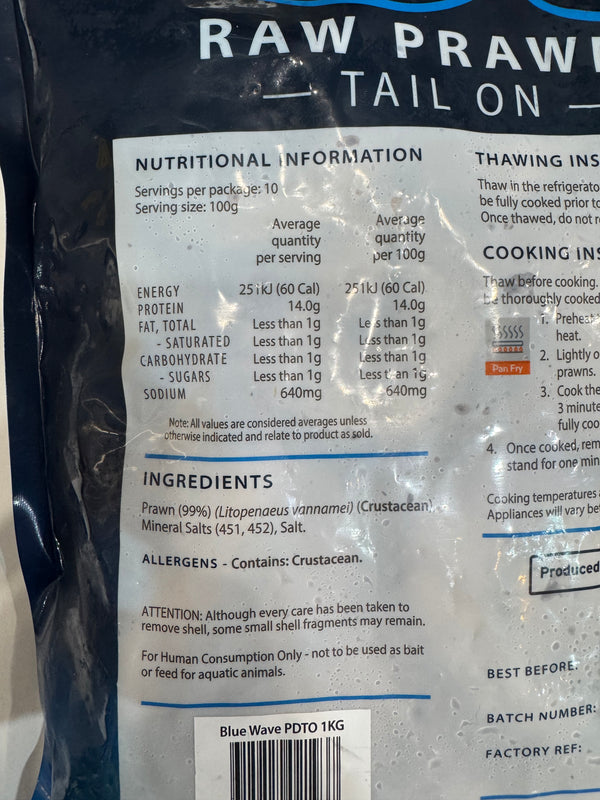 RAW PRAW
— TAIL ON —
NUTRITIONAL INFORMATION
Servings per package: 10
Serving size: 100g
Average quantity per serving
Average quantity per 100g
ENERGY 251kJ (60 Cal) 251kJ (60 Cal)
PROTEIN 14.0g 14.0g
FAT, TOTAL Less than 1g Less than 1g
- SATURATED Less than 1g Less than 1g
CARBOHYDRATE Less than 1g Less than 1g
- SUGARS Less than 1g Less than 1g
SODIUM 640mg 640mg
Note: All values are considered averages unless
otherwise indicated and relate to product as sold.
INGREDIENTS
Prawn (99%) (Litopenaeus vannamei) (Crustacean)
Mineral Salts (451, 452), Salt.
ALLERGENS - Contains: Crustacean.
ATTENTION: Although every care has been taken to
remove shell, some small shell fragments may remain.
For Human Consumption Only - not to be used as bait
or feed for aquatic animals.
Blue Wave PDTO 1KG
THAWING INS
Thaw in the refrigerato
be fully cooked prior to
Once thawed, do not r
COOKING INS
Thaw before cooking.
be thoroughly cooked
Pan Fry
1. Preheat
heat.
2. Lightly o
prawns.
3. Cook the
3 minute
fully coo
4. Once cooked, rem
stand for one min
Cooking temperatures
Appliances will vary be
Produced
BEST BEFORE:
BATCH NUMBER:
FACTORY REF: